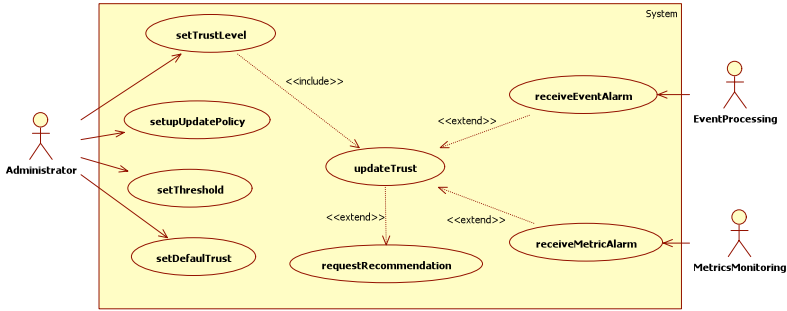 System
setTrustLevel
<<include>>
receiveEventAlarm
EventProcessing
setupUpdatePolicy
<<extend>>
Administrator
updateTrust
setThreshold
<<extend>>
<<extend>>
receiveMetricAlarm
setDefaulTrust
requestRecommendation
MetricsMonitoring